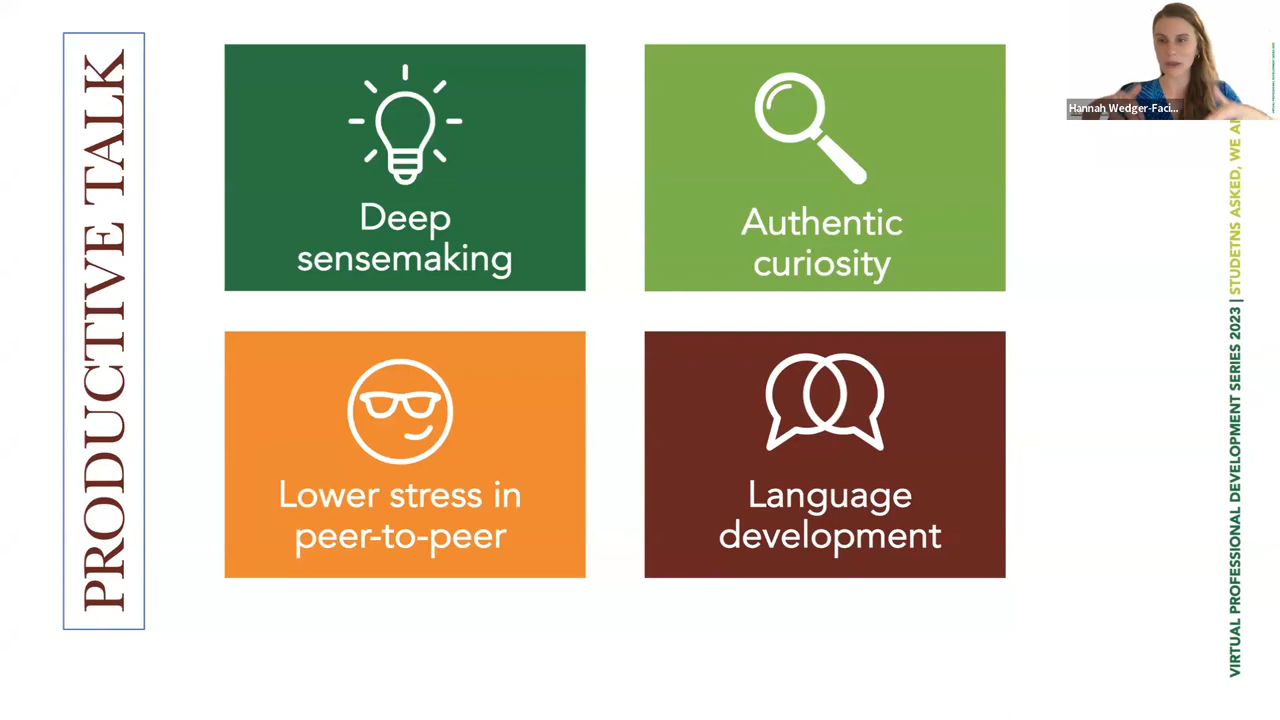 PRODUCTIVE TALK
Deep
sensemaking
Authentic
curiosity
Lower stress in
peer-to-peer
Language
development
Hannah Wedger-Faci...
VIRTUAL PROFESSIONAL DEVELOPMENT SERIES 2023 | STUDETNS ASKED, WE